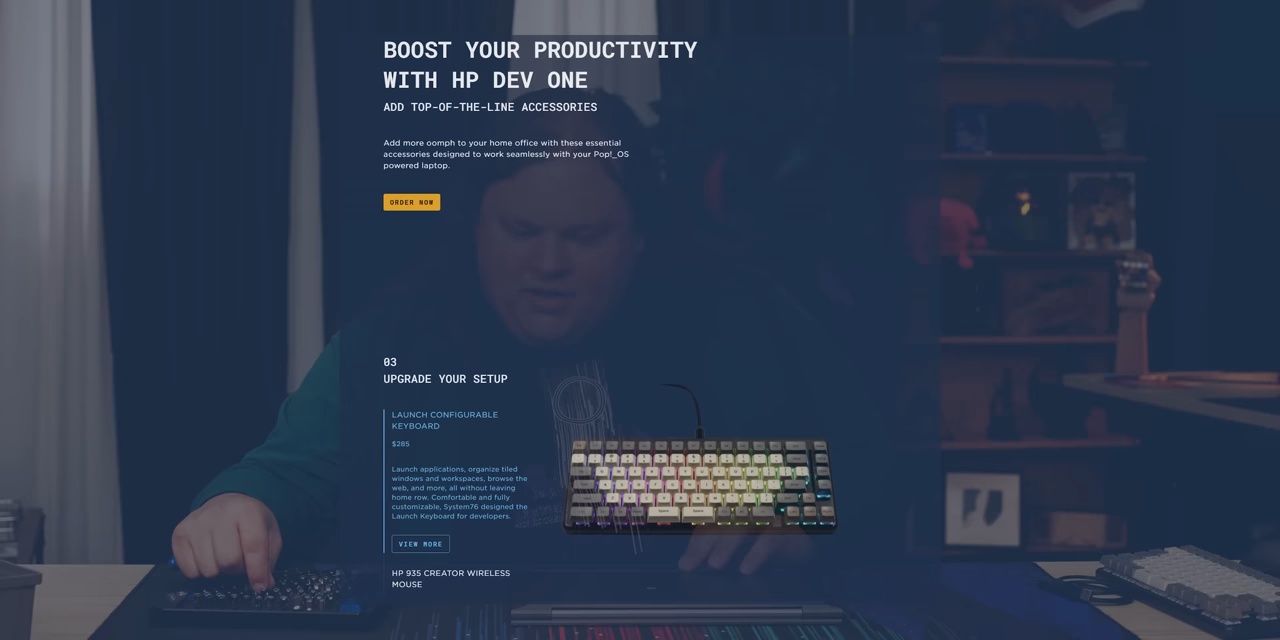 BOOST YOUR PRODUCTIVITY
WITH HP DEV ONE
ADD TOP-OF-THE-LINE ACCESSORIES
Add more oomph to your home office with these essential
accessories designed to work seamlessly with your Pop!_OS
powered laptop.
ORDER NOW
03
UPGRADE YOUR SETUP
LAUNCH CONFIGURABLE
KEYBOARD
$285
Launch applications, organize tiled
windows and workspaces, browse the
web, and more, all without leaving
home row. Comfortable and fully
customizable, System76 designed the
Launch Keyboard for developers.
VIEW MORE
HP 935 CREATOR WIRELESS
MOUSE